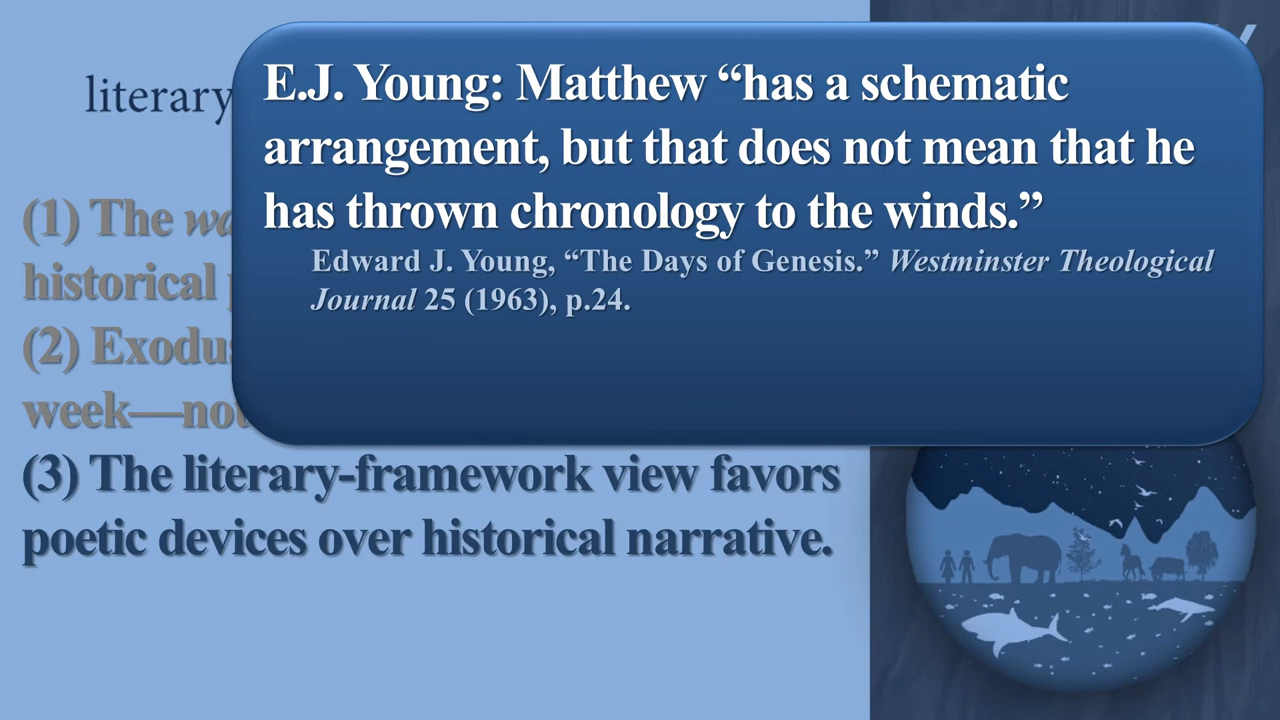 literary
E.J. Young: Matthew “has a schematic
arrangement, but that does not mean that he
has thrown chronology to the winds.”
Edward J. Young, “The Days of Genesis.” Westminster Theological
Journal 25 (1963), p.24.
(1) The
historical
(2) Exodus
week—not
(3) The literary-framework view favors
poetic devices over historical narrative.